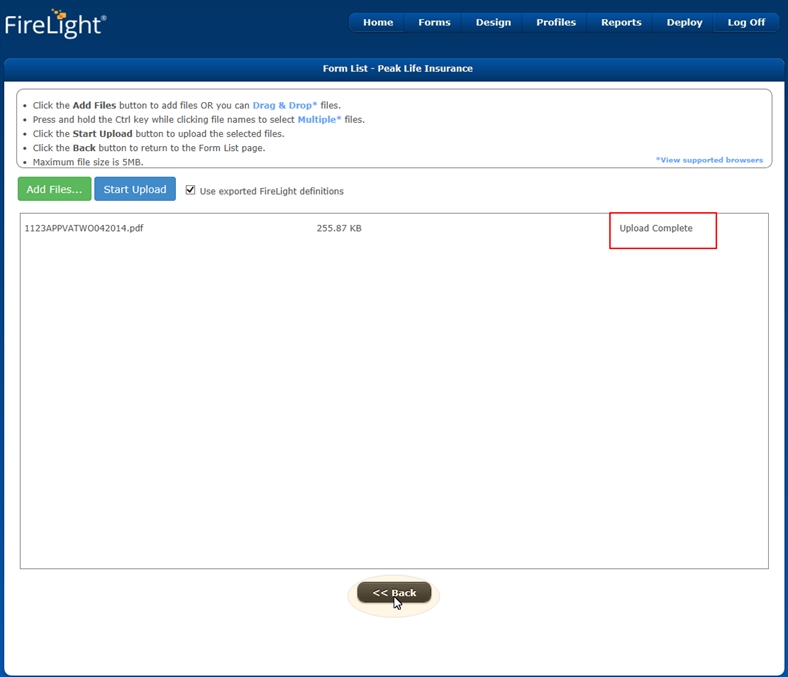 FireLight®
Home Forms Design Profiles Reports Deploy Log Off
Form List - Peak Life Insurance
• Click the Add Files button to add files OR you can Drag & Drop* files.
• Press and hold the Ctrl key while clicking file names to select Multiple* files.
• Click the Start Upload button to upload the selected files.
• Click the Back button to return to the Form List page.
• Maximum file size is 5MB.
*View supported browsers
Add Files... Start Upload Use exported FireLight definitions
1123APPVATWO042014.pdf 255.87 KB Upload Complete
<< Back